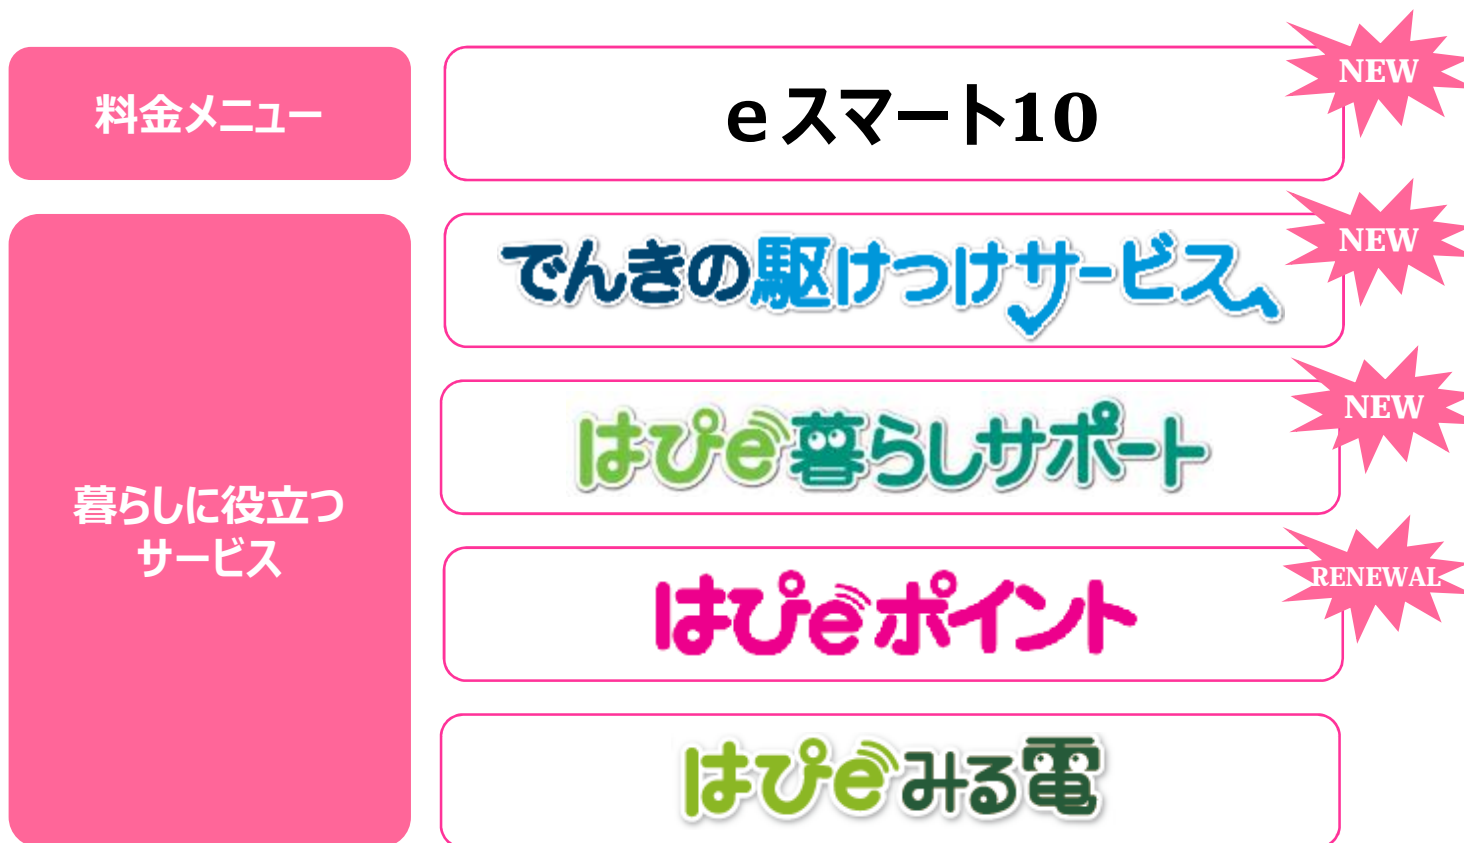 料金メニュー
eスマート10
NEW
暮らしに役立つ
サービス
でんきの駆けつけサービス
NEW
はぴe暮らしサポート
NEW
はぴeポイント
RENEWAL
はぴeみる電